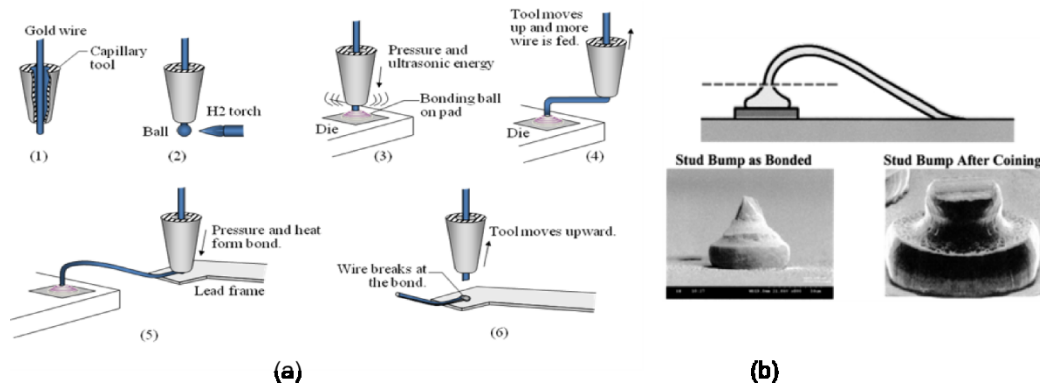 Gold wire
Capillary
tool
(1)
Ball
H2 torch
(2)
Pressure and
ultrasonic energy
Bonding ball
on pad
Die
(3)
Tool moves
up and more
wire is fed.
Die
(4)
Pressure and heat
form bond.
Lead frame
(5)
Tool moves upward.
Wire breaks at
the bond.
(6)
(a)
Stud Bump as Bonded
Stud Bump After Coining
(b)